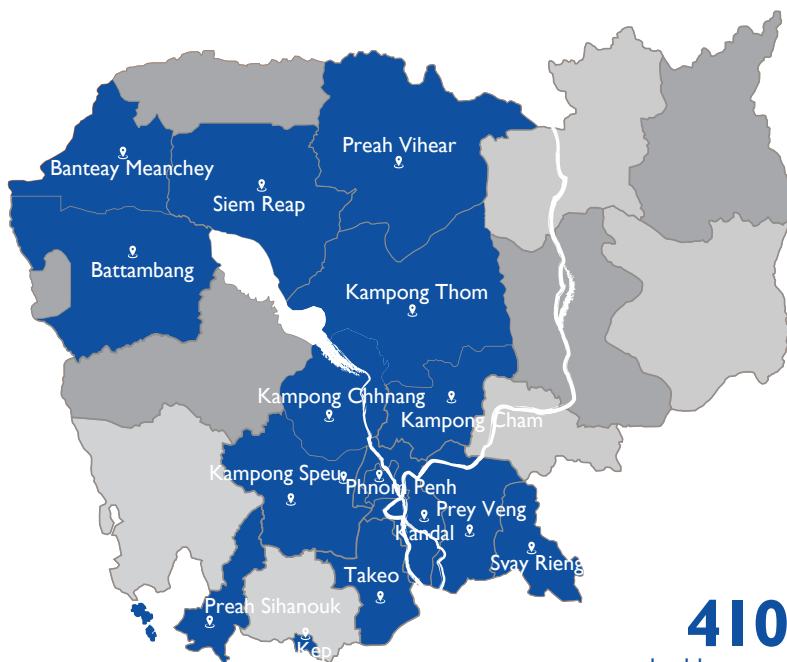 Preah Vihear
Banteay Meanchey
Siem Reap
Battambang
Kampong Thom
Kampong Chhnang
Kampong Cham
Kampong Speu
Phnom Penh
Prey Veng
Kandal
Svay Rieng
Takeo
Preah Sihanouk
Kep
410